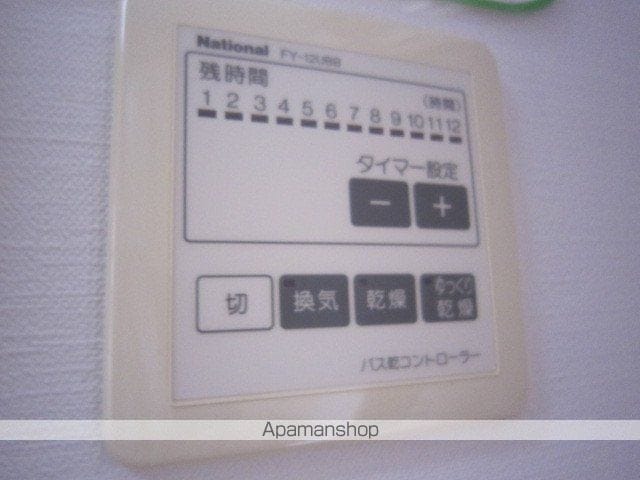 National FY-12UB8
残時間
(時間)
1 2 3 4 5 6 7 8 9 10 11 12
タイマー設定
− +
切 換気 乾燥 ゆっくり乾燥
バス乾コントローラー
Apamanshop